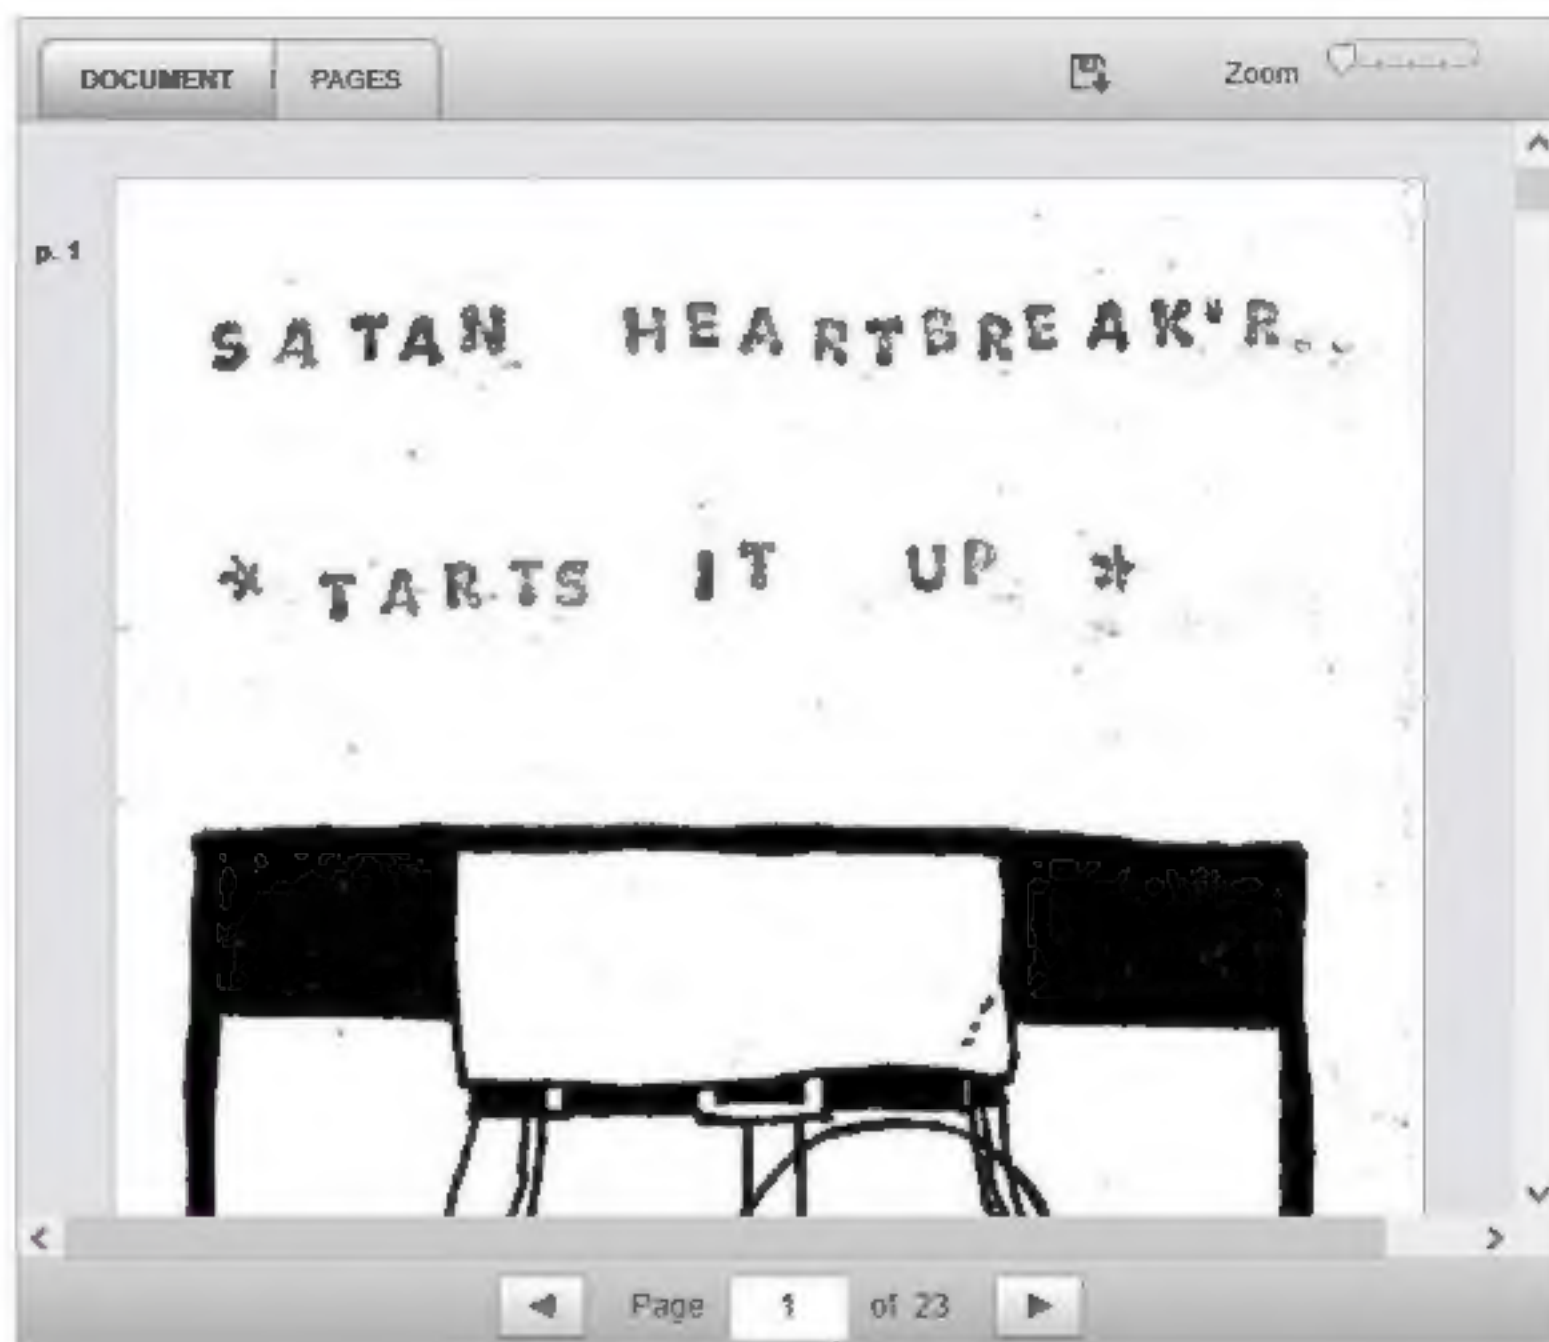 DOCUMENT PAGES Zoom
p. 1
SATAN HEARTBREAK'R..
* TARTS IT UP *
Page 1 of 23